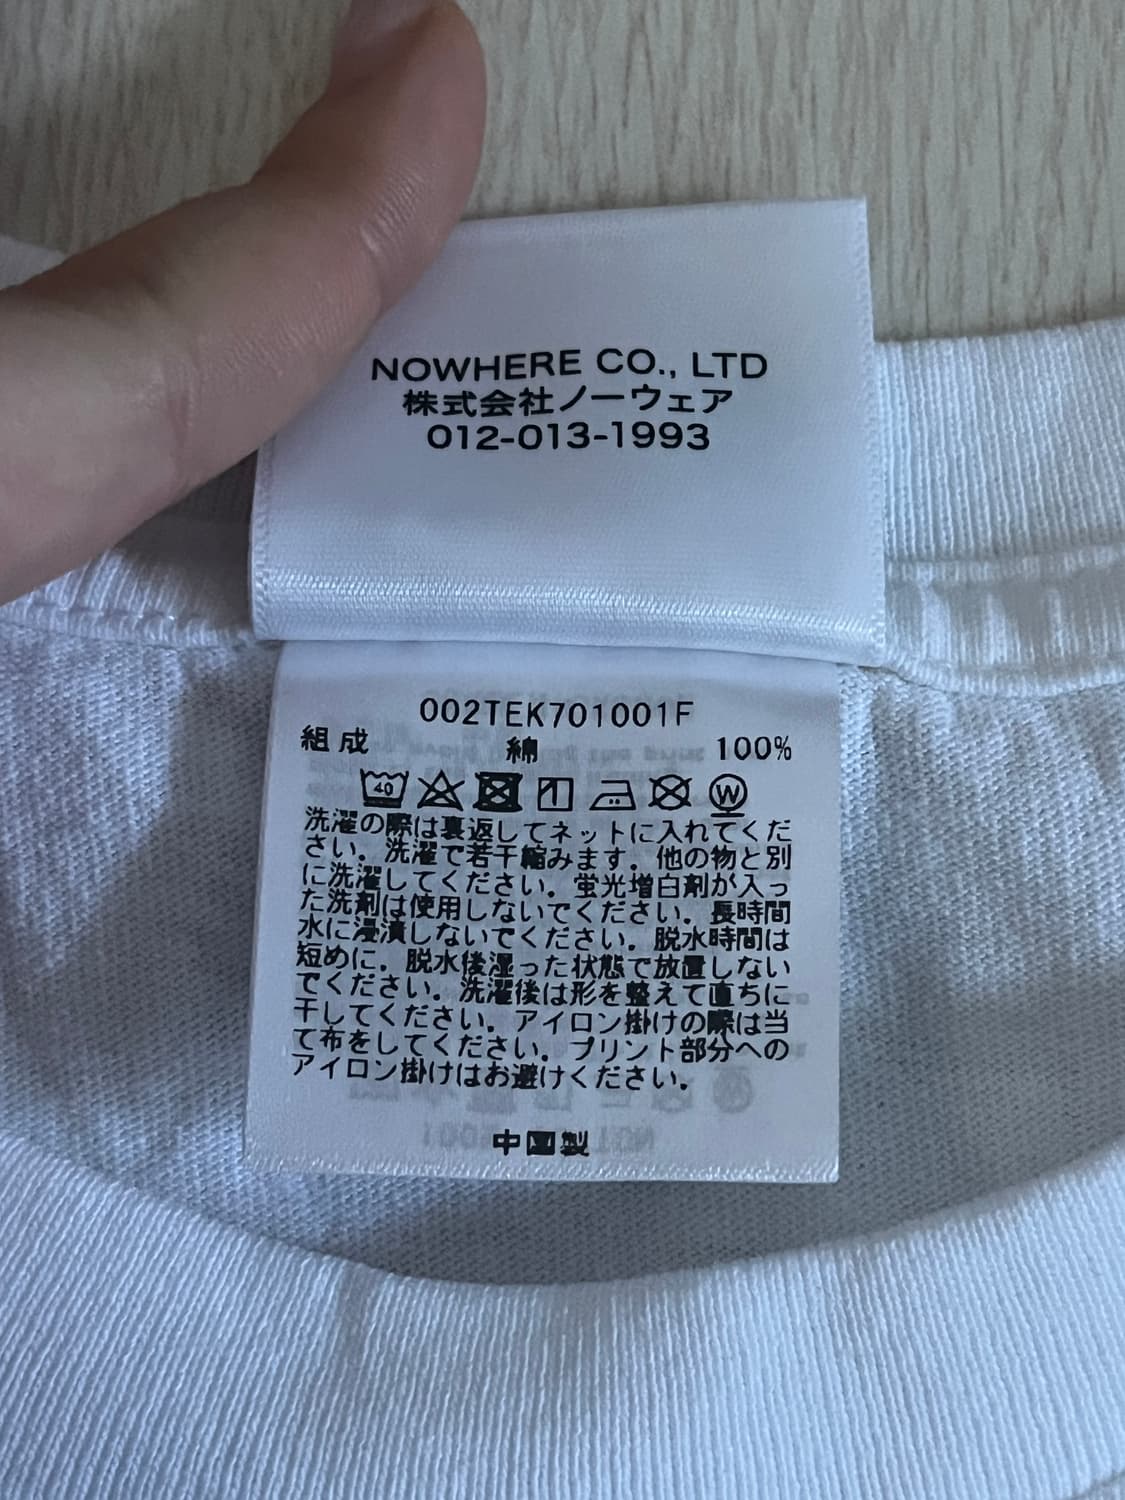 NOWHERE CO., LTD
株式会社ノーウェア
012-013-1993
002TEK701001F
組成 綿 100%
40 W
洗濯の際は裏返してネットに入れてくだ
さい。洗濯で若干縮みます。他の物と別
に洗濯してください。蛍光増白剤が入っ
た洗剤は使用しないでください。長時間
水に浸漬しないでください。脱水時間は
短めに。脱水後湿った状態で放置しない
でください。洗濯後は形を整えて直ちに
干してください。アイロン掛けの際は当
て布をしてください。プリント部分への
アイロン掛けはお避けください。
中国製